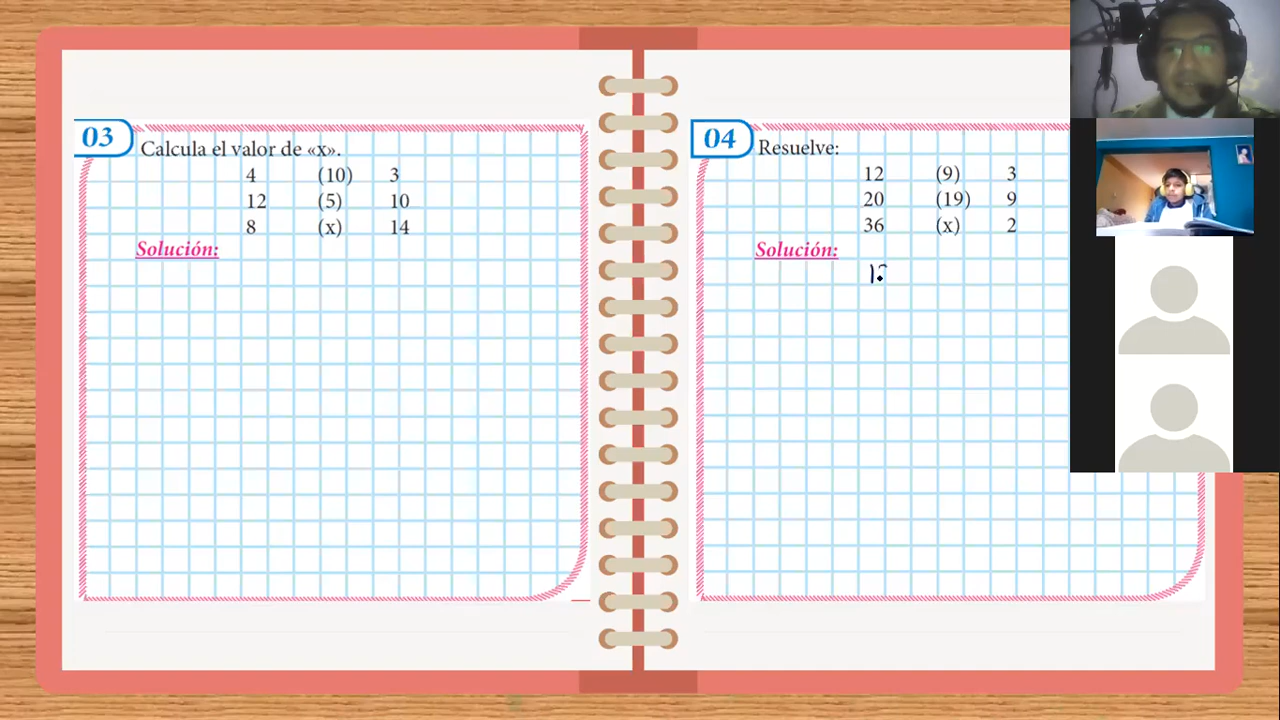 03
Calcula el valor de «x».
4 (10) 3
12 (5) 10
8 (x) 14
Solución:
04
Resuelve:
12 (9) 3
20 (19) 9
36 (x) 2
Solución: